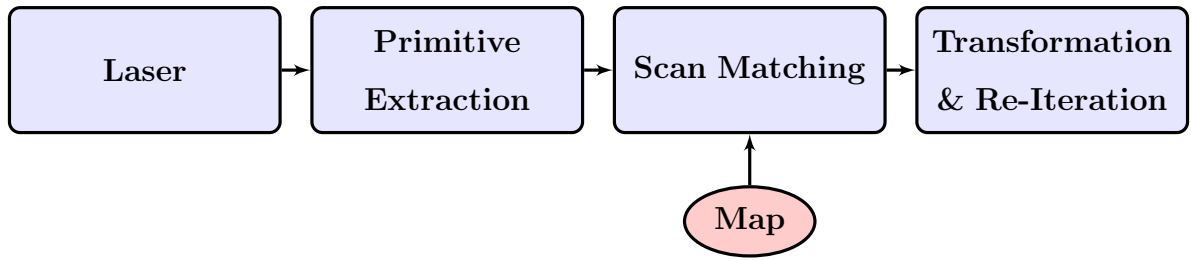 Laser
Primitive
Extraction
Scan Matching
Transformation
& Re-Iteration
Map